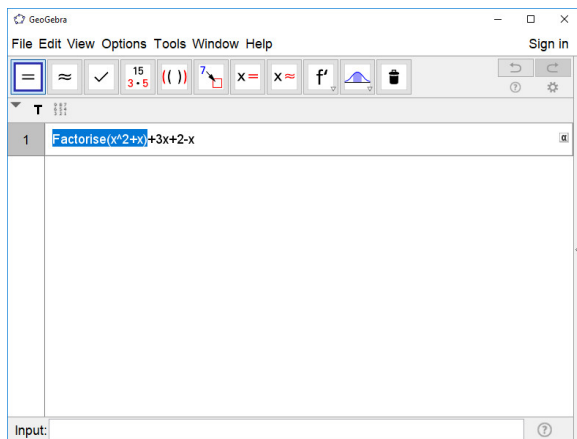 GeoGebra
File Edit View Options Tools Window Help Sign in
= ≈ ✓ 15 3·5 (( )) 7 x= x≈ f'
T
1 Factorise(x^2+x)+3x+2-x α
Input: